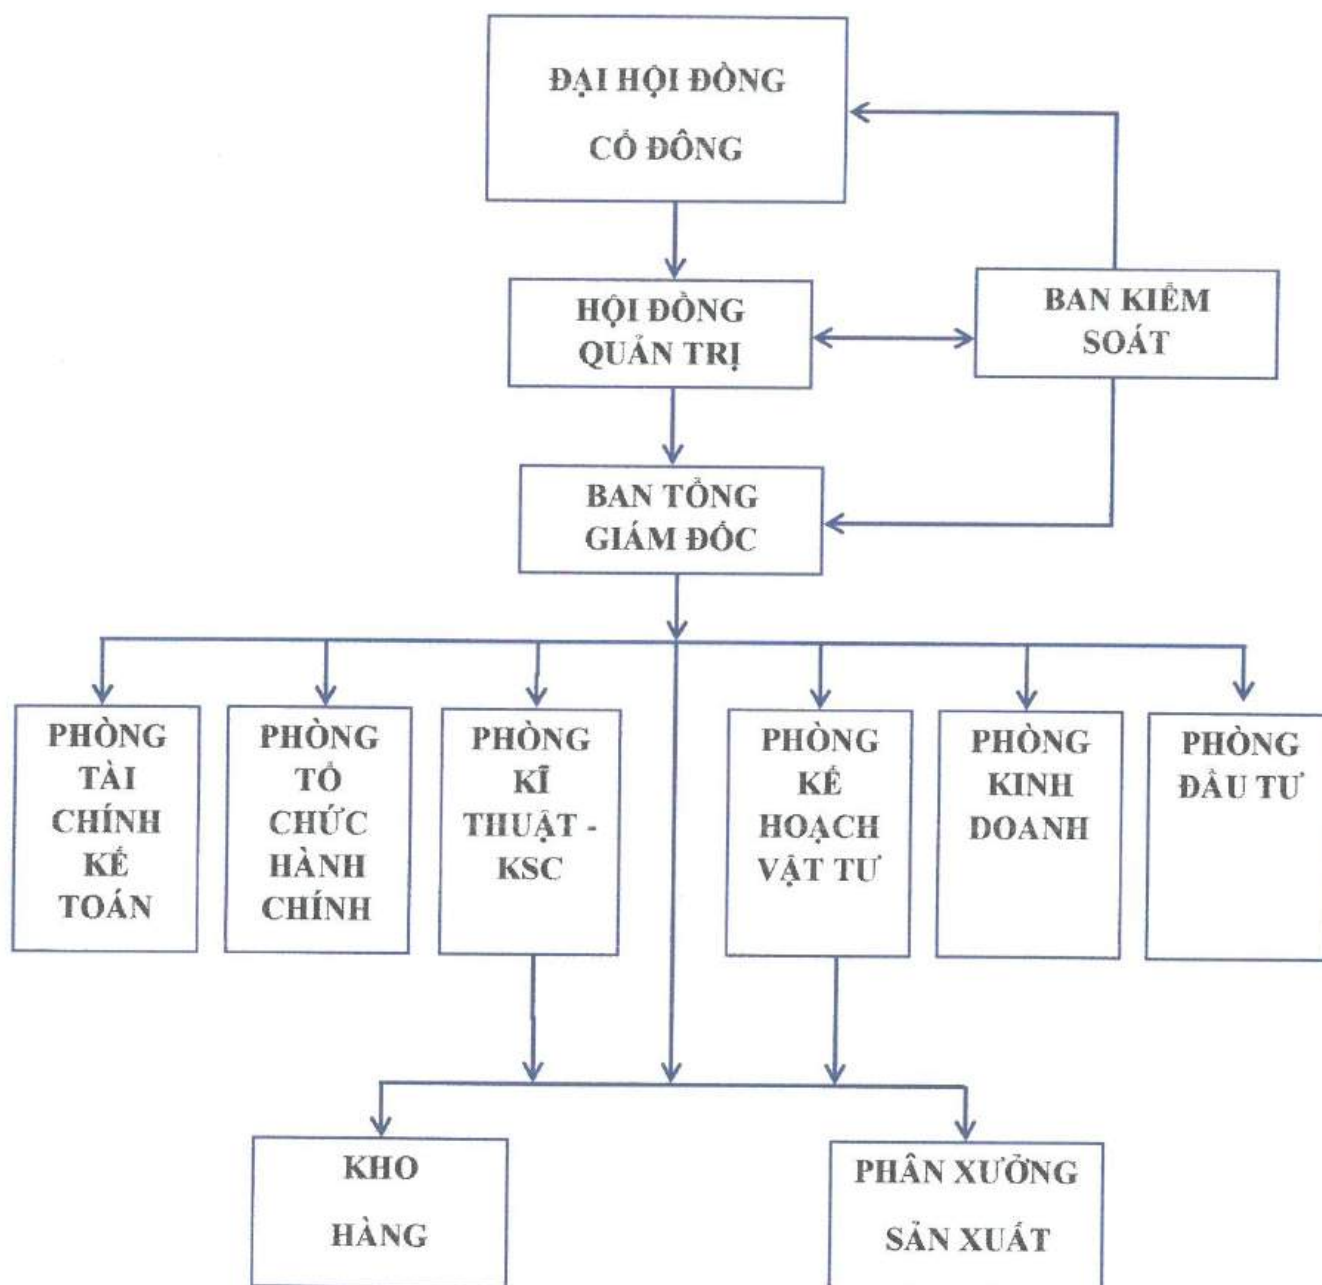 ĐẠI HỘI ĐỒNG
CỔ ĐÔNG
HỘI ĐỒNG
QUẢN TRỊ
BAN KIỂM
SOÁT
BAN TỔNG
GIÁM ĐỐC
PHÒNG
TÀI
CHÍNH
KẾ
TOÁN
PHÒNG
TỔ
CHỨC
HÀNH
CHÍNH
PHÒNG
KĨ
THUẬT -
KSC
PHÒNG
KẾ
HOẠCH
VẬT TƯ
PHÒNG
KINH
DOANH
PHÒNG
ĐẦU TƯ
KHO
HÀNG
PHÂN XƯỞNG
SẢN XUẤT